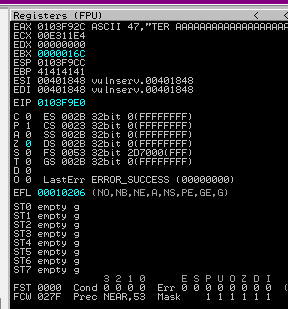 Registers (FPU) < <
EAX 0103F92C ASCII 47,"TER AAAAAAAAAAAAAAAAAAAAA
ECX 00E311E4
EDX 00000000
EBX 0000016C
ESP 0103F9CC
EBP 41414141
ESI 00401848 vulnserv.00401848
EDI 00401848 vulnserv.00401848
EIP 0103F9E0
C 0 ES 002B 32bit 0(FFFFFFFF)
P 1 CS 0023 32bit 0(FFFFFFFF)
A 0 SS 002B 32bit 0(FFFFFFFF)
Z 0 DS 002B 32bit 0(FFFFFFFF)
S 0 FS 0053 32bit 2D7000(FFF)
T 0 GS 002B 32bit 0(FFFFFFFF)
D 0
O 0 LastErr ERROR_SUCCESS (00000000)
EFL 00010206 (NO,NB,NE,A,NS,PE,GE,G)
ST0 empty g
ST1 empty g
ST2 empty g
ST3 empty g
ST4 empty g
ST5 empty g
ST6 empty g
ST7 empty g
3 2 1 0 E S P U O Z D I
FST 0000 Cond 0 0 0 0 Err 0 0 0 0 0 0 0 0 (
FCW 027F Prec NEAR,53 Mask 1 1 1 1 1 1